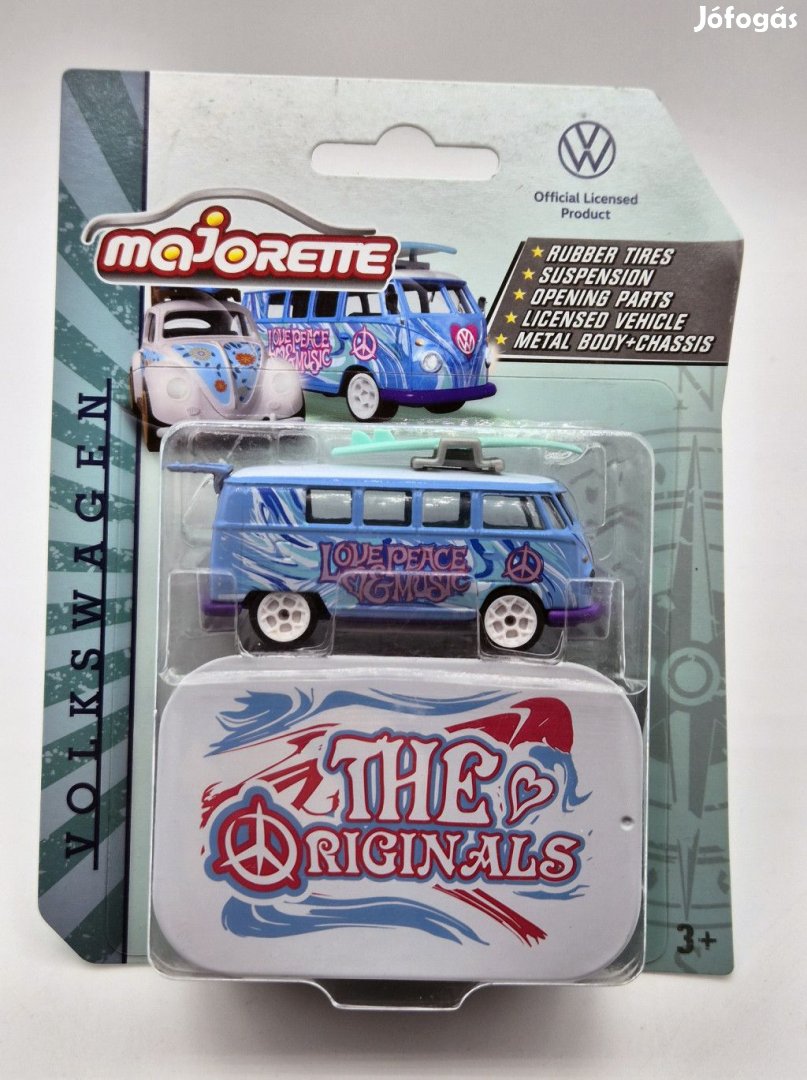 Jófogás
Official Licensed
Product
majorette
RUBBER TIRES
SUSPENSION
OPENING PARTS
LICENSED VEHICLE
METAL BODY+CHASSIS
LOVE PEACE
& MUSIC
VOLKSWAGEN
N
LOVE PEACE
& MUSIC
THE
ORIGINALS
3+